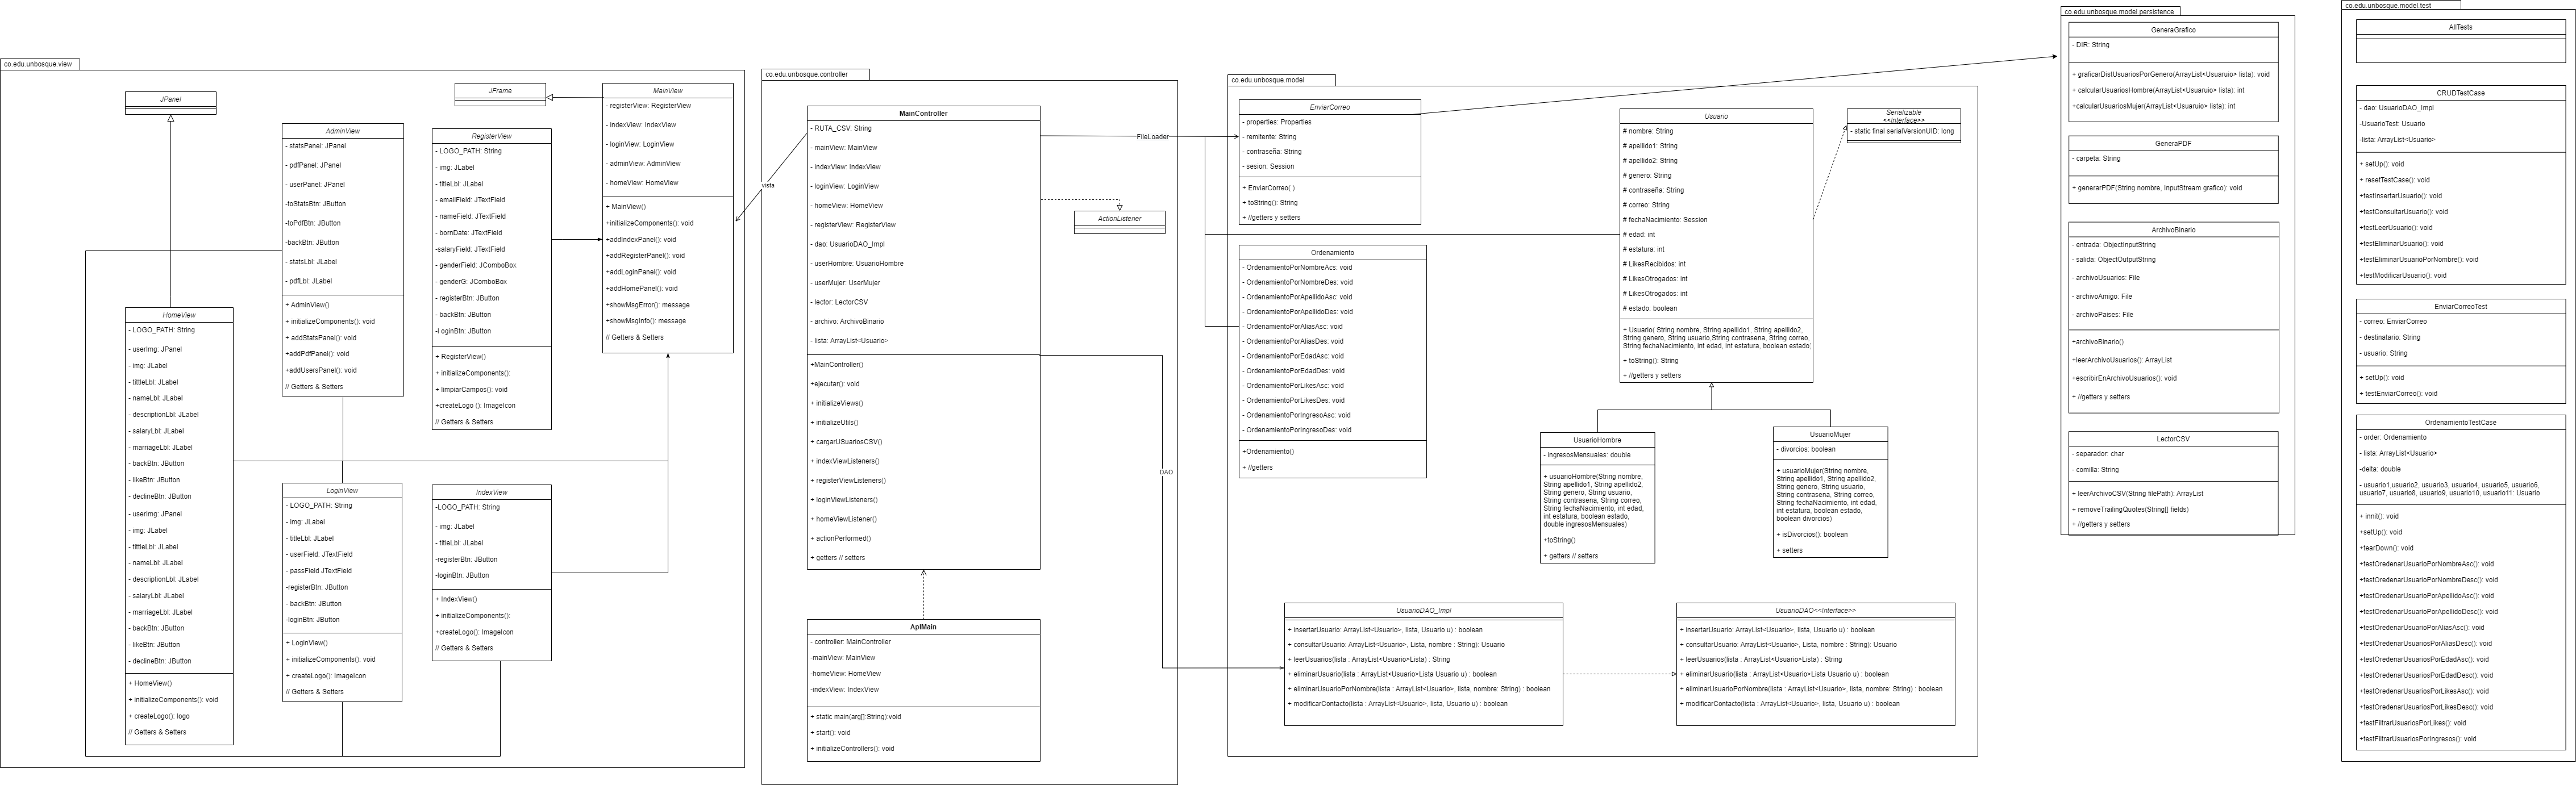 co.edu.unbosque.view
JPanel
JFrame
MainView
- registerView: RegisterView
- indexView: IndexView
- loginView: LoginView
- adminView: AdminView
- homeView: HomeView
+ MainView()
+initializeComponents(): void
+addIndexPanel(): void
+addRegisterPanel(): void
+addLoginPanel(): void
+addHomePanel(): void
+showMsgError(): message
+showMsgInfo(): message
// Getters & Setters
AdminView
- statsPanel: JPanel
- pdfPanel: JPanel
- userPanel: JPanel
-toStatsBtn: JButton
-toPdfBtn: JButton
-backBtn: JButton
- statsLbl: JLabel
- pdfLbl: JLabel
+ AdminView()
+ initializeComponents(): void
+ addStatsPanel(): void
+addPdfPanel(): void
+addUsersPanel(): void
// Getters & Setters
RegisterView
- LOGO_PATH: String
- img: JLabel
- titleLbl: JLabel
- emailField: JTextField
- nameField: JTextField
- bornDate: JTextField
-salaryField: JTextField
- genderField: JComboBox
- genderG: JComboBox
- registerBtn: JButton
- backBtn: JButton
-l oginBtn: JButton
+ RegisterView()
+ initializeComponents():
+ limpiarCampos(): void
+createLogo (): ImageIcon
// Getters & Setters
HomeView
- LOGO_PATH: String
- userImg: JPanel
- img: JLabel
- tittleLbl: JLabel
- nameLbl: JLabel
- descriptionLbl: JLabel
- salaryLbl: JLabel
- marriageLbl: JLabel
- backBtn: JButton
- likeBtn: JButton
- declineBtn: JButton
- userImg: JPanel
- img: JLabel
- tittleLbl: JLabel
- nameLbl: JLabel
- descriptionLbl: JLabel
- salaryLbl: JLabel
- marriageLbl: JLabel
- backBtn: JButton
- likeBtn: JButton
- declineBtn: JButton
+ HomeView()
+ initializeComponents(): void
+ createLogo(): logo
// Getters & Setters
LoginView
- LOGO_PATH: String
- img: JLabel
- titleLbl: JLabel
- userField: JTextField
- passField JTextField
-registerBtn: JButton
- backBtn: JButton
-loginBtn: JButton
+ LoginView()
+ initializeComponents(): void
+ createLogo(): ImageIcon
// Getters & Setters
IndexView
-LOGO_PATH: String
- img: JLabel
- titleLbl: JLabel
-registerBtn: JButton
-loginBtn: JButton
+ IndexView()
+ initializeComponents():
+createLogo(): ImageIcon
// Getters & Setters
vista
co.edu.unbosque.controller
MainController
- RUTA_CSV: String
- mainView: MainView
- indexView: IndexView
- loginView: LoginView
- homeView: HomeView
- registerView: RegisterView
- dao: UsuarioDAO_Impl
- userHombre: UsuarioHombre
- userMujer: UserMujer
- lector: LectorCSV
- archivo: ArchivoBinario
- lista: ArrayList<Usuario>
+MainController()
+ejecutar(): void
+ initializeViews()
+ initializeUtils()
+ cargarUSuariosCSV()
+ indexViewListeners()
+ registerViewListeners()
+ loginViewListeners()
+ homeViewListener()
+ actionPerformed()
+ getters // setters
ActionListener
AplMain
- controller: MainController
-mainView: MainView
-homeView: HomeView
-indexView: IndexView
+ static main(arg[]:String):void
+ start(): void
+ initializeControllers(): void
FileLoader
DAO
co.edu.unbosque.model
EnviarCorreo
- properties: Properties
- remitente: String
- contraseña: String
- sesion: Session
+ EnviarCorreo( )
+ toString(): String
+ //getters y setters
Ordenamiento
- OrdenamientoPorNombreAcs: void
- OrdenamientoPorNombreDes: void
- OrdenamientoPorApellidoAsc: void
- OrdenamientoPorApellidoDes: void
- OrdenamientoPorAliasAsc: void
- OrdenamientoPorAliasDes: void
- OrdenamientoPorEdadAsc: void
- OrdenamientoPorEdadDes: void
- OrdenamientoPorLikesAsc: void
- OrdenamientoPorLikesDes: void
- OrdenamientoPorIngresoAsc: void
- OrdenamientoPorIngresoDes: void
+Ordenamiento()
+ //getters
Usuario
# nombre: String
# apellido1: String
# apellido2: String
# genero: String
# contraseña: String
# correo: String
# fechaNacimiento: Session
# edad: int
# estatura: int
# LikesRecibidos: int
# LikesOtrogados: int
# LikesOtrogados: int
# estado: boolean
+ Usuario( String nombre, String apellido1, String apellido2,
String genero, String usuario,String contrasena, String correo,
String fechaNacimiento, int edad, int estatura, boolean estado)
+ toString(): String
+ //getters y setters
Serializable
<<Interface>>
- static final serialVersionUID: long
UsuarioHombre
- ingresosMensuales: double
+ usuarioHombre(String nombre,
String apellido1, String apellido2,
String genero, String usuario,
String contrasena, String correo,
String fechaNacimiento, int edad,
int estatura, boolean estado,
double ingresosMensuales)
+toString()
+ getters // setters
UsuarioMujer
- divorcios: boolean
+ usuarioMujer(String nombre,
String apellido1, String apellido2,
String genero, String usuario,
String contrasena, String correo,
String fechaNacimiento, int edad,
int estatura, boolean estado,
boolean divorcios)
+ isDivorcios(): boolean
+ setters
UsuarioDAO_Impl
+ insertarUsuario: ArrayList<Usuario>, lista, Usuario u) : boolean
+ consultarUsuario: ArrayList<Usuario>, Lista, nombre : String): Usuario
+ leerUsuarios(lista : ArrayList<Usuario>Lista) : String
+ eliminarUsuario(lista : ArrayList<Usuario>Lista Usuario u) : boolean
+ eliminarUsuarioPorNombre(lista : ArrayList<Usuario>, lista, nombre: String) : boolean
+ modificarContacto(lista : ArrayList<Usuario>, lista, Usuario u) : boolean
UsuarioDAO<<Interface>>
+ insertarUsuario: ArrayList<Usuario>, lista, Usuario u) : boolean
+ consultarUsuario: ArrayList<Usuario>, Lista, nombre : String): Usuario
+ leerUsuarios(lista : ArrayList<Usuario>Lista) : String
+ eliminarUsuario(lista : ArrayList<Usuario>Lista Usuario u) : boolean
+ eliminarUsuarioPorNombre(lista : ArrayList<Usuario>, lista, nombre: String) : boolean
+ modificarContacto(lista : ArrayList<Usuario>, lista, Usuario u) : boolean
co.edu.unbosque.model.persistence
GeneraGrafico
- DIR: String
+ graficarDistUsuariosPorGenero(ArrayList<Usuaruio> lista): void
+ calcularUsuariosHombre(ArrayList<Usuaruio> lista): int
+calcularUsuariosMujer(ArrayList<Usuaruio> lista): int
GeneraPDF
- carpeta: String
+ generarPDF(String nombre, InputStream grafico): void
ArchivoBinario
- entrada: ObjectInputString
- salida: ObjectOutputString
- archivoUsuarios: File
- archivoAmigo: File
- archivoPaises: File
+archivoBinario()
+leerArchivoUsuarios(): ArrayList
+escribirEnArchivoUsuarios(): void
+ //getters y setters
LectorCSV
- separador: char
- comilla: String
+ leerArchivoCSV(String filePath): ArrayList
+ removeTrailingQuotes(String[] fields)
+ //getters y setters
co.edu.unbosque.model.test
AllTests
CRUDTestCase
- dao: UsuarioDAO_Impl
-UsuarioTest: Usuario
-lista: ArrayList<Usuario>
+ setUp(): void
+ resetTestCase(): void
+testInsertarUsuario(): void
+testConsultarUsuario(): void
+testLeerUsuario(): void
+testEliminarUsuario(): void
+testEliminarUsuarioPorNombre(): void
+testModificarUsuario(): void
EnviarCorreoTest
- correo: EnviarCorreo
- destinatario: String
- usuario: String
+ setUp(): void
+ testEnviarCorreo(): void
OrdenamientoTestCase
- order: Ordenamiento
- lista: ArrayList<Usuario>
-delta: double
- usuario1,usuario2, usuario3, usuario4, usuario5, usuario6,
usuario7, usuario8, usuario9, usuario10, usuario11: Usuario
+ innit(): void
+setUp(): void
+tearDown(): void
+testOredenarUsuarioPorNombreAsc(): void
+testOredenarUsuarioPorNombreDesc(): void
+testOredenarUsuarioPorApellidoAsc(): void
+testOredenarUsuarioPorApellidoDesc(): void
+testOredenarUsuarioPorAliasAsc(): void
+testOredenarUsuariosPorAliasDesc(): void
+testOredenarUsuariosPorEdadAsc(): void
+testOredenarUsuariosPorEdadDesc(): void
+testOredenarUsuariosPorLikesAsc(): void
+testOredenarUsuariosPorLikesDesc(): void
+testFiltrarUsuariosPorLikes(): void
+testFiltrarUsuariosPorIngresos(): void